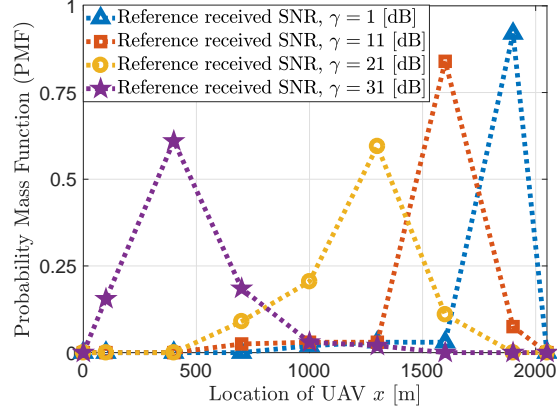 Reference received SNR, γ = 1 [dB]
Reference received SNR, γ = 11 [dB]
Reference received SNR, γ = 21 [dB]
Reference received SNR, γ = 31 [dB]
Probability Mass Function (PMF)
1
0.75
0.5
0.25
0
0 500 1000 1500 2000
Location of UAV x [m]